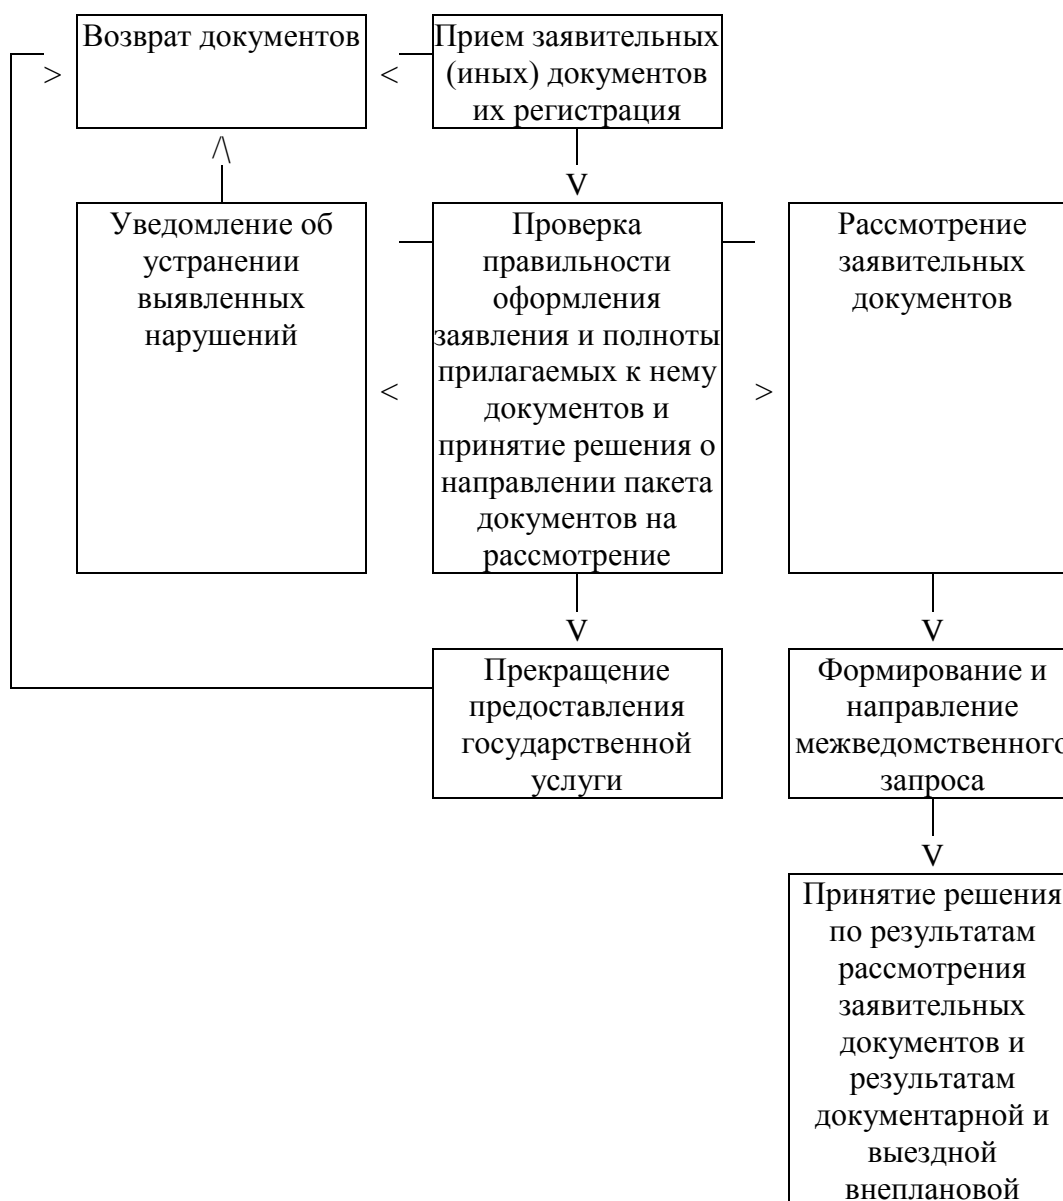 Возврат документов
Прием заявительных
(иных) документов
их регистрация
>
<
/\
V
Уведомление об
устранении
выявленных
нарушений
<
Проверка
правильности
оформления
заявления и полноты
прилагаемых к нему
документов и
принятие решения о
направлении пакета
документов на
рассмотрение
>
Рассмотрение
заявительных
документов
V
V
Прекращение
предоставления
государственной
услуги
Формирование и
направление
межведомственного
запроса
V
Принятие решения
по результатам
рассмотрения
заявительных
документов и
результатам
документарной и
выездной
внеплановой